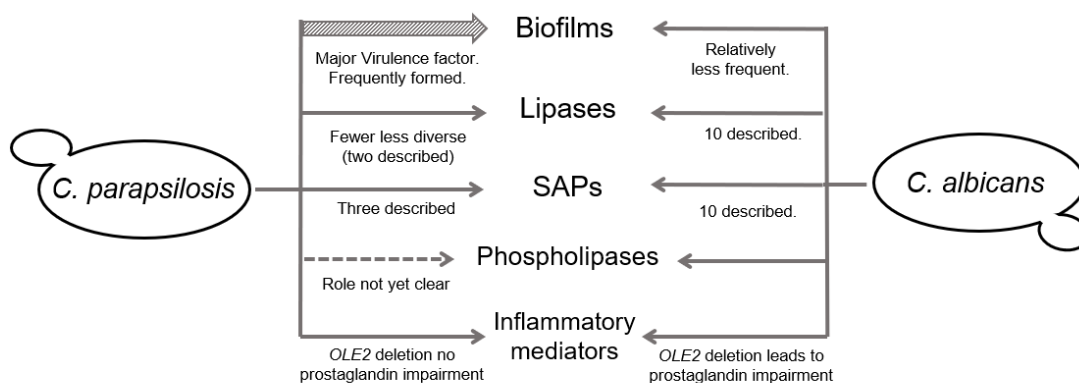 Biofilms
Major Virulence factor.
Frequently formed.
Relatively
less frequent.
Lipases
Fewer less diverse
(two described)
10 described.
C. parapsilosis
SAPs
C. albicans
Three described
10 described.
Phospholipases
Role not yet clear
Inflammatory
mediators
OLE2 deletion no
prostaglandin impairment
OLE2 deletion leads to
prostaglandin impairment